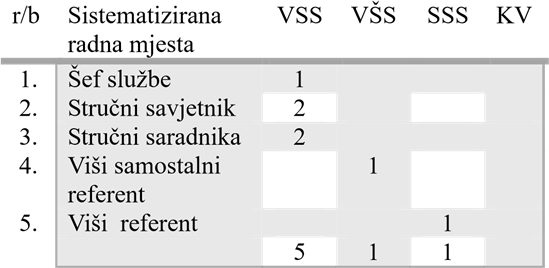 r/b Sistematizirana radna mjesta VSS VŠS SSS KV
1. Šef službe 1
2. Stručni savjetnik 2
3. Stručni saradnika 2
4. Viši samostalni referent 1
5. Viši referent 1
5 1 1